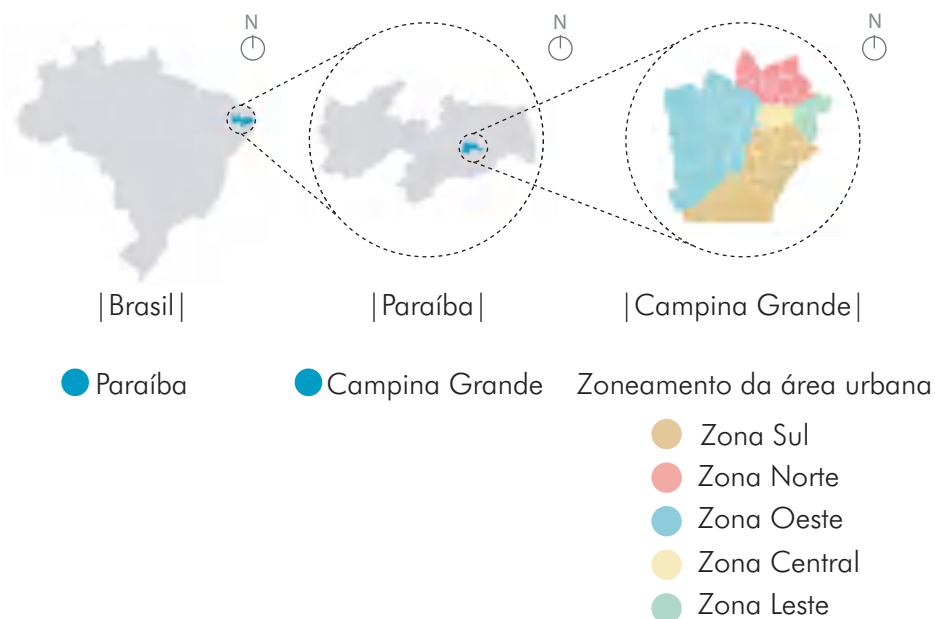 N
N
N
|Brasil|
|Paraíba|
|Campina Grande|
Paraíba
Campina Grande
Zoneamento da área urbana
Zona Sul
Zona Norte
Zona Oeste
Zona Central
Zona Leste